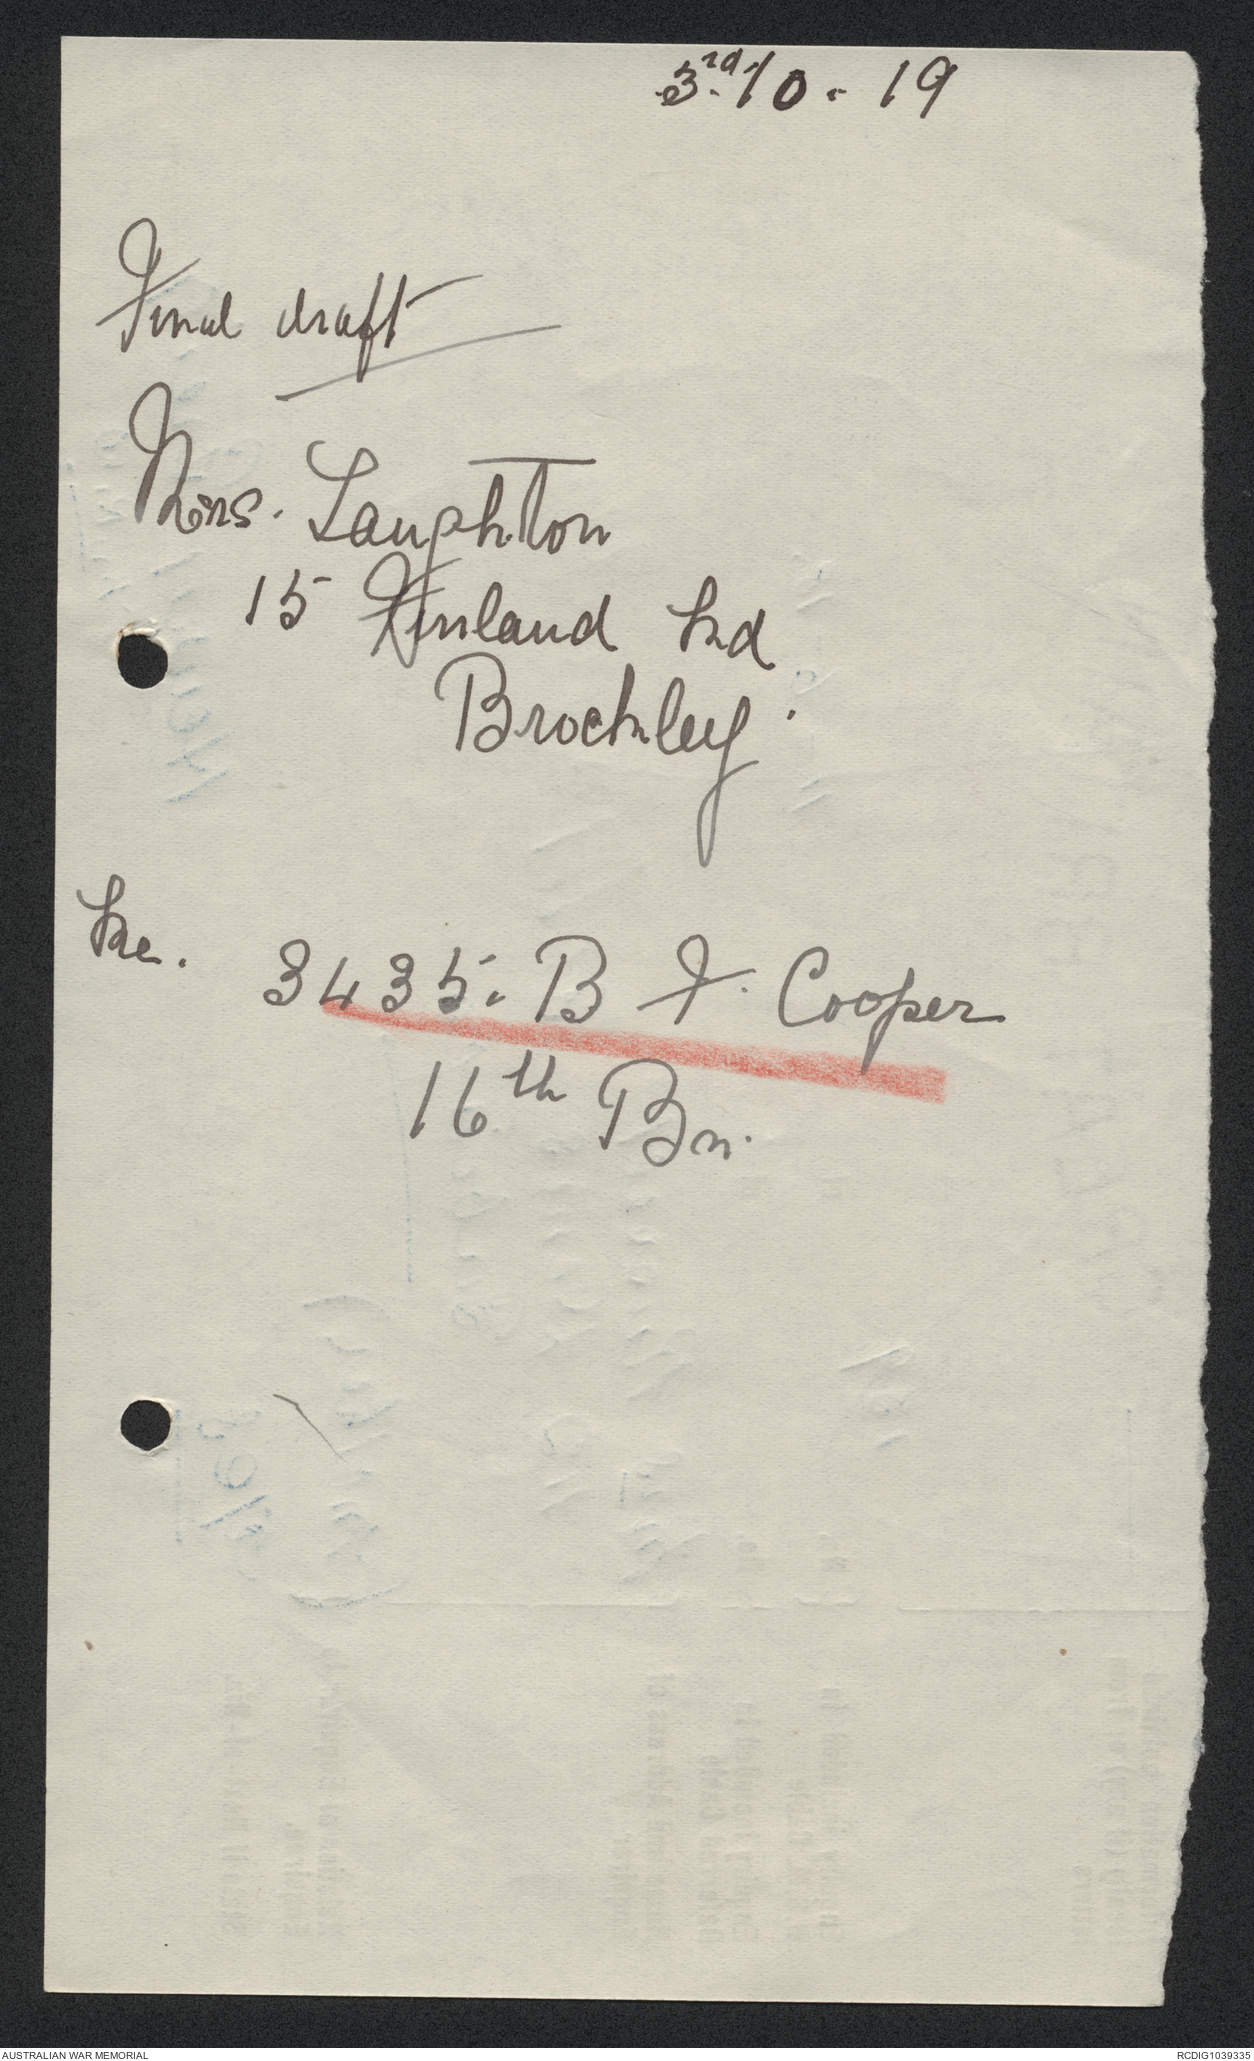 3rd. 10. 19
Final draft
Mrs. Laughton
15 Finland Rd
Brockley.
Re. 3435. B F. Cooper
16th Bn.
AUSTRALIAN WAR MEMORIAL
RCDIG1039335